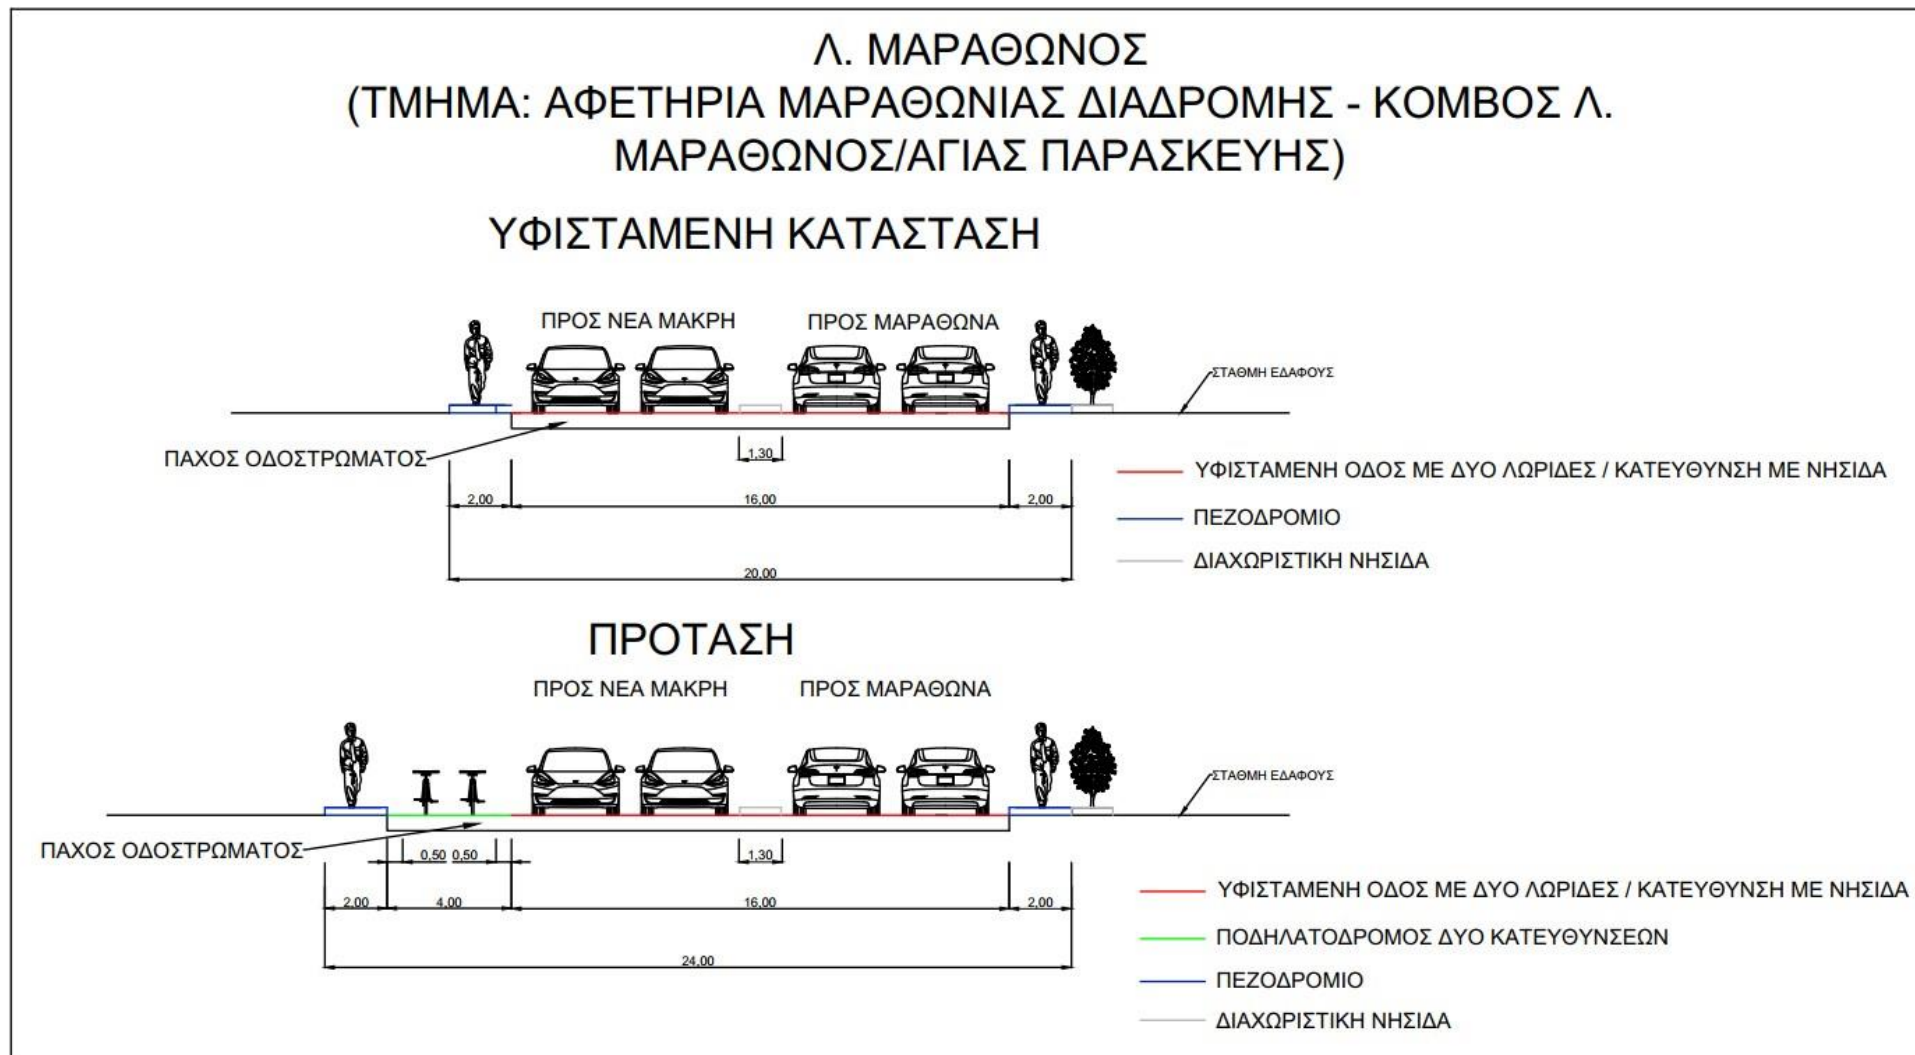 Λ. ΜΑΡΑΘΩΝΟΣ
(ΤΜΗΜΑ: ΑΦΕΤΗΡΙΑ ΜΑΡΑΘΩΝΙΑΣ ΔΙΑΔΡΟΜΗΣ - ΚΟΜΒΟΣ Λ.
ΜΑΡΑΘΩΝΟΣ/ΑΓΙΑΣ ΠΑΡΑΣΚΕΥΗΣ)
ΥΦΙΣΤΑΜΕΝΗ ΚΑΤΑΣΤΑΣΗ
ΠΡΟΣ ΝΕΑ ΜΑΚΡΗ
ΠΡΟΣ ΜΑΡΑΘΩΝΑ
ΣΤΑΘΜΗ ΕΔΑΦΟΥΣ
ΠΑΧΟΣ ΟΔΟΣΤΡΩΜΑΤΟΣ
1,30
2,00
16,00
2,00
20,00
ΥΦΙΣΤΑΜΕΝΗ ΟΔΟΣ ΜΕ ΔΥΟ ΛΩΡΙΔΕΣ / ΚΑΤΕΥΘΥΝΣΗ ΜΕ ΝΗΣΙΔΑ
ΠΕΖΟΔΡΟΜΙΟ
ΔΙΑΧΩΡΙΣΤΙΚΗ ΝΗΣΙΔΑ
ΠΡΟΤΑΣΗ
ΠΡΟΣ ΝΕΑ ΜΑΚΡΗ
ΠΡΟΣ ΜΑΡΑΘΩΝΑ
ΣΤΑΘΜΗ ΕΔΑΦΟΥΣ
ΠΑΧΟΣ ΟΔΟΣΤΡΩΜΑΤΟΣ
0,50 0,50
1,30
2,00
4,00
16,00
2,00
24,00
ΥΦΙΣΤΑΜΕΝΗ ΟΔΟΣ ΜΕ ΔΥΟ ΛΩΡΙΔΕΣ / ΚΑΤΕΥΘΥΝΣΗ ΜΕ ΝΗΣΙΔΑ
ΠΟΔΗΛΑΤΟΔΡΟΜΟΣ ΔΥΟ ΚΑΤΕΥΘΥΝΣΕΩΝ
ΠΕΖΟΔΡΟΜΙΟ
ΔΙΑΧΩΡΙΣΤΙΚΗ ΝΗΣΙΔΑ